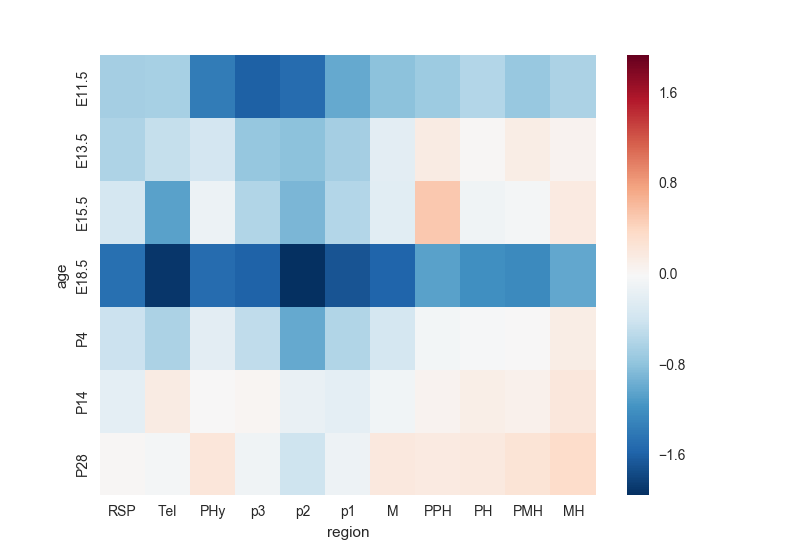 age
E11.5
E13.5
E15.5
E18.5
P4
P14
P28
RSP Tel PHy p3 p2 p1 M PPH PH PMH MH
region
1.6
0.8
0.0
−0.8
−1.6